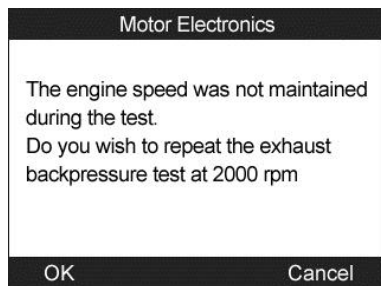 Motor Electronics
The engine speed was not maintained
during the test.
Do you wish to repeat the exhaust
backpressure test at 2000 rpm
OK
Cancel